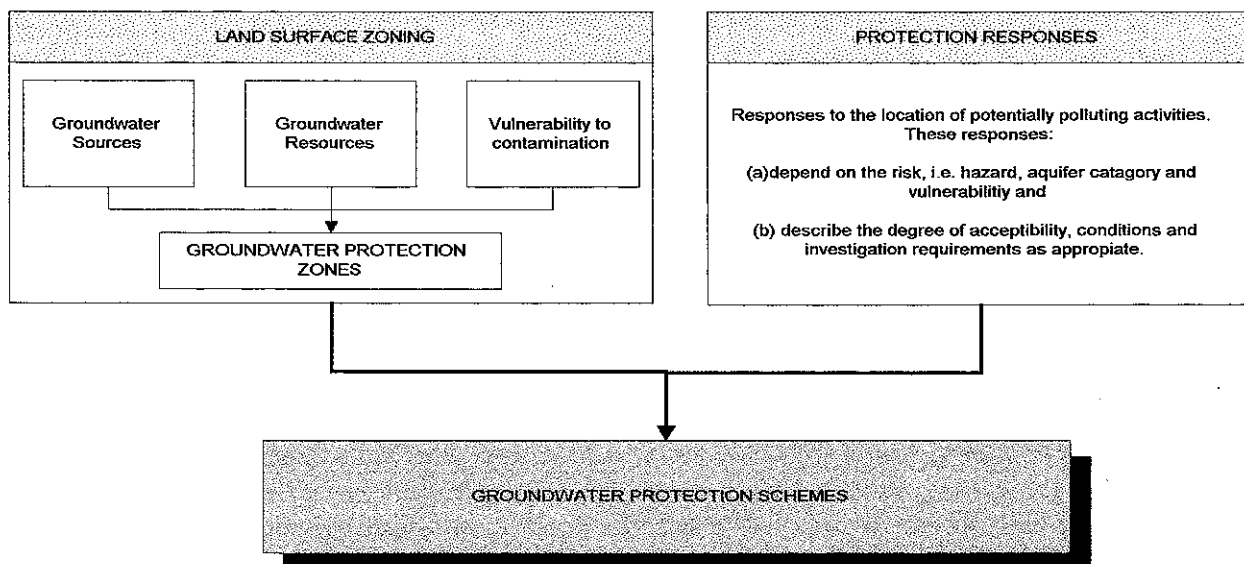 LAND SURFACE ZONING
Groundwater
Sources
Groundwater
Resources
Vulnerability to
contamination
GROUNDWATER PROTECTION
ZONES
PROTECTION RESPONSES
Responses to the location of potentially polluting activities.
These responses:
(a)depend on the risk, i.e. hazard, aquifer catagory and
vulnerabilitiy and
(b) describe the degree of acceptibility, conditions and
investigation requirements as appropiate.
GROUNDWATER PROTECTION SCHEMES